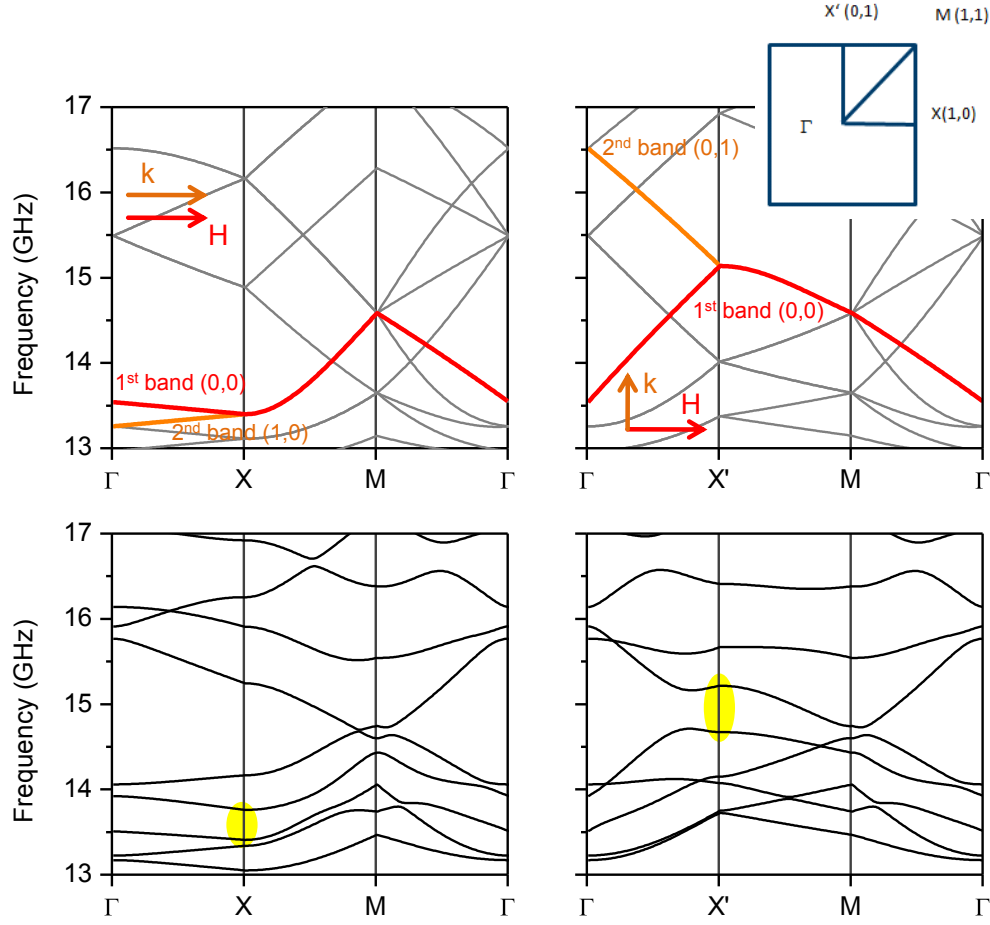 X‘ (0,1)
M (1,1)
X(1,0)
Γ
Frequency (GHz)
17
16
15
14
13
k
H
1st band (0,0)
2nd band (1,0)
Γ
X
M
Γ
2nd band (0,1)
1st band (0,0)
k
H
Γ
X'
M
Γ
Frequency (GHz)
17
16
15
14
13
Γ
X
M
Γ
Γ
X'
M
Γ